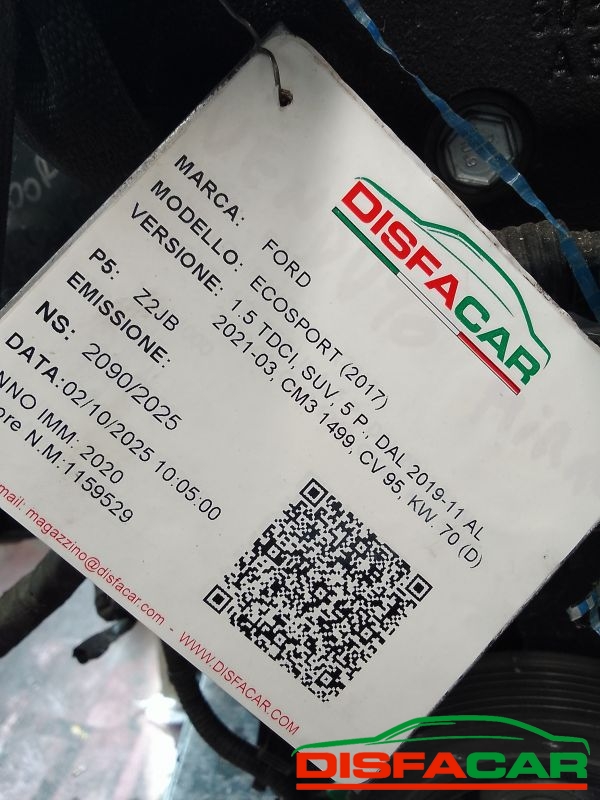 DISFACAR
MARCA: FORD
MODELLO: ECOSPORT (2017)
VERSIONE: 1.5 TDCI, SUV, 5 P., DAL 2019-11 AL
2021-03, CM3 1499, CV 95, KW. 70 (D)
P5: Z2JB
EMISSIONE:
NS: 2090/2025
DATA:02/10/2025 10:05:00
NNO IMM: 2020
ore N.M:1159529
mail: magazzino@disfacar.com - WWW.DISFACAR.COM
DISFACAR